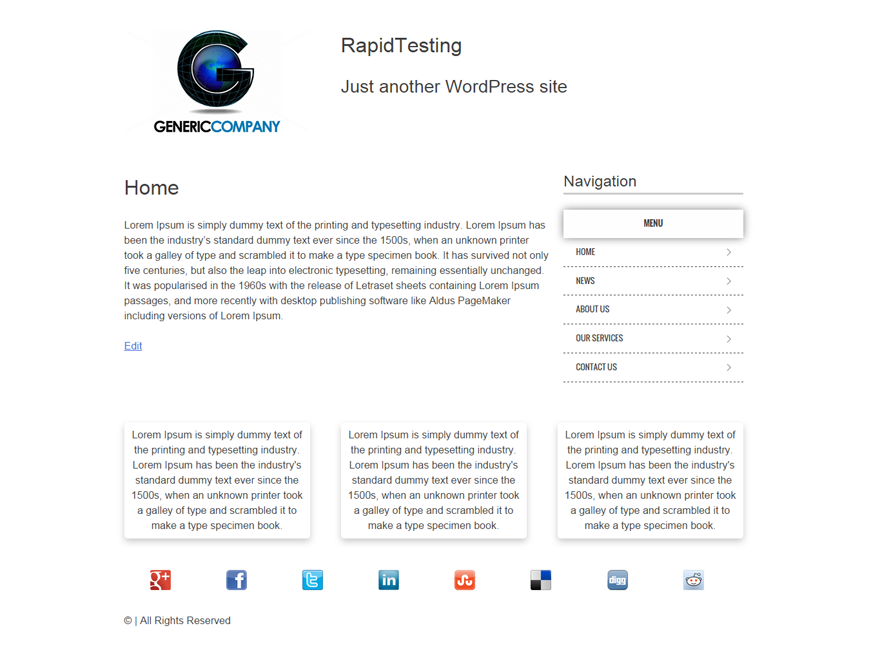 GENERICCOMPANY
RapidTesting
Just another WordPress site
Home
Lorem Ipsum is simply dummy text of the printing and typesetting industry. Lorem Ipsum has
been the industry's standard dummy text ever since the 1500s, when an unknown printer
took a galley of type and scrambled it to make a type specimen book. It has survived not only
five centuries, but also the leap into electronic typesetting, remaining essentially unchanged.
It was popularised in the 1960s with the release of Letraset sheets containing Lorem Ipsum
passages, and more recently with desktop publishing software like Aldus PageMaker
including versions of Lorem Ipsum.
Edit
Navigation
MENU
HOME
NEWS
ABOUT US
OUR SERVICES
CONTACT US
Lorem Ipsum is simply dummy text of
the printing and typesetting industry.
Lorem Ipsum has been the industry's
standard dummy text ever since the
1500s, when an unknown printer took
a galley of type and scrambled it to
make a type specimen book.
Lorem Ipsum is simply dummy text of
the printing and typesetting industry.
Lorem Ipsum has been the industry's
standard dummy text ever since the
1500s, when an unknown printer took
a galley of type and scrambled it to
make a type specimen book.
Lorem Ipsum is simply dummy text of
the printing and typesetting industry.
Lorem Ipsum has been the industry's
standard dummy text ever since the
1500s, when an unknown printer took
a galley of type and scrambled it to
make a type specimen book.
g+ f t in digg
© | All Rights Reserved